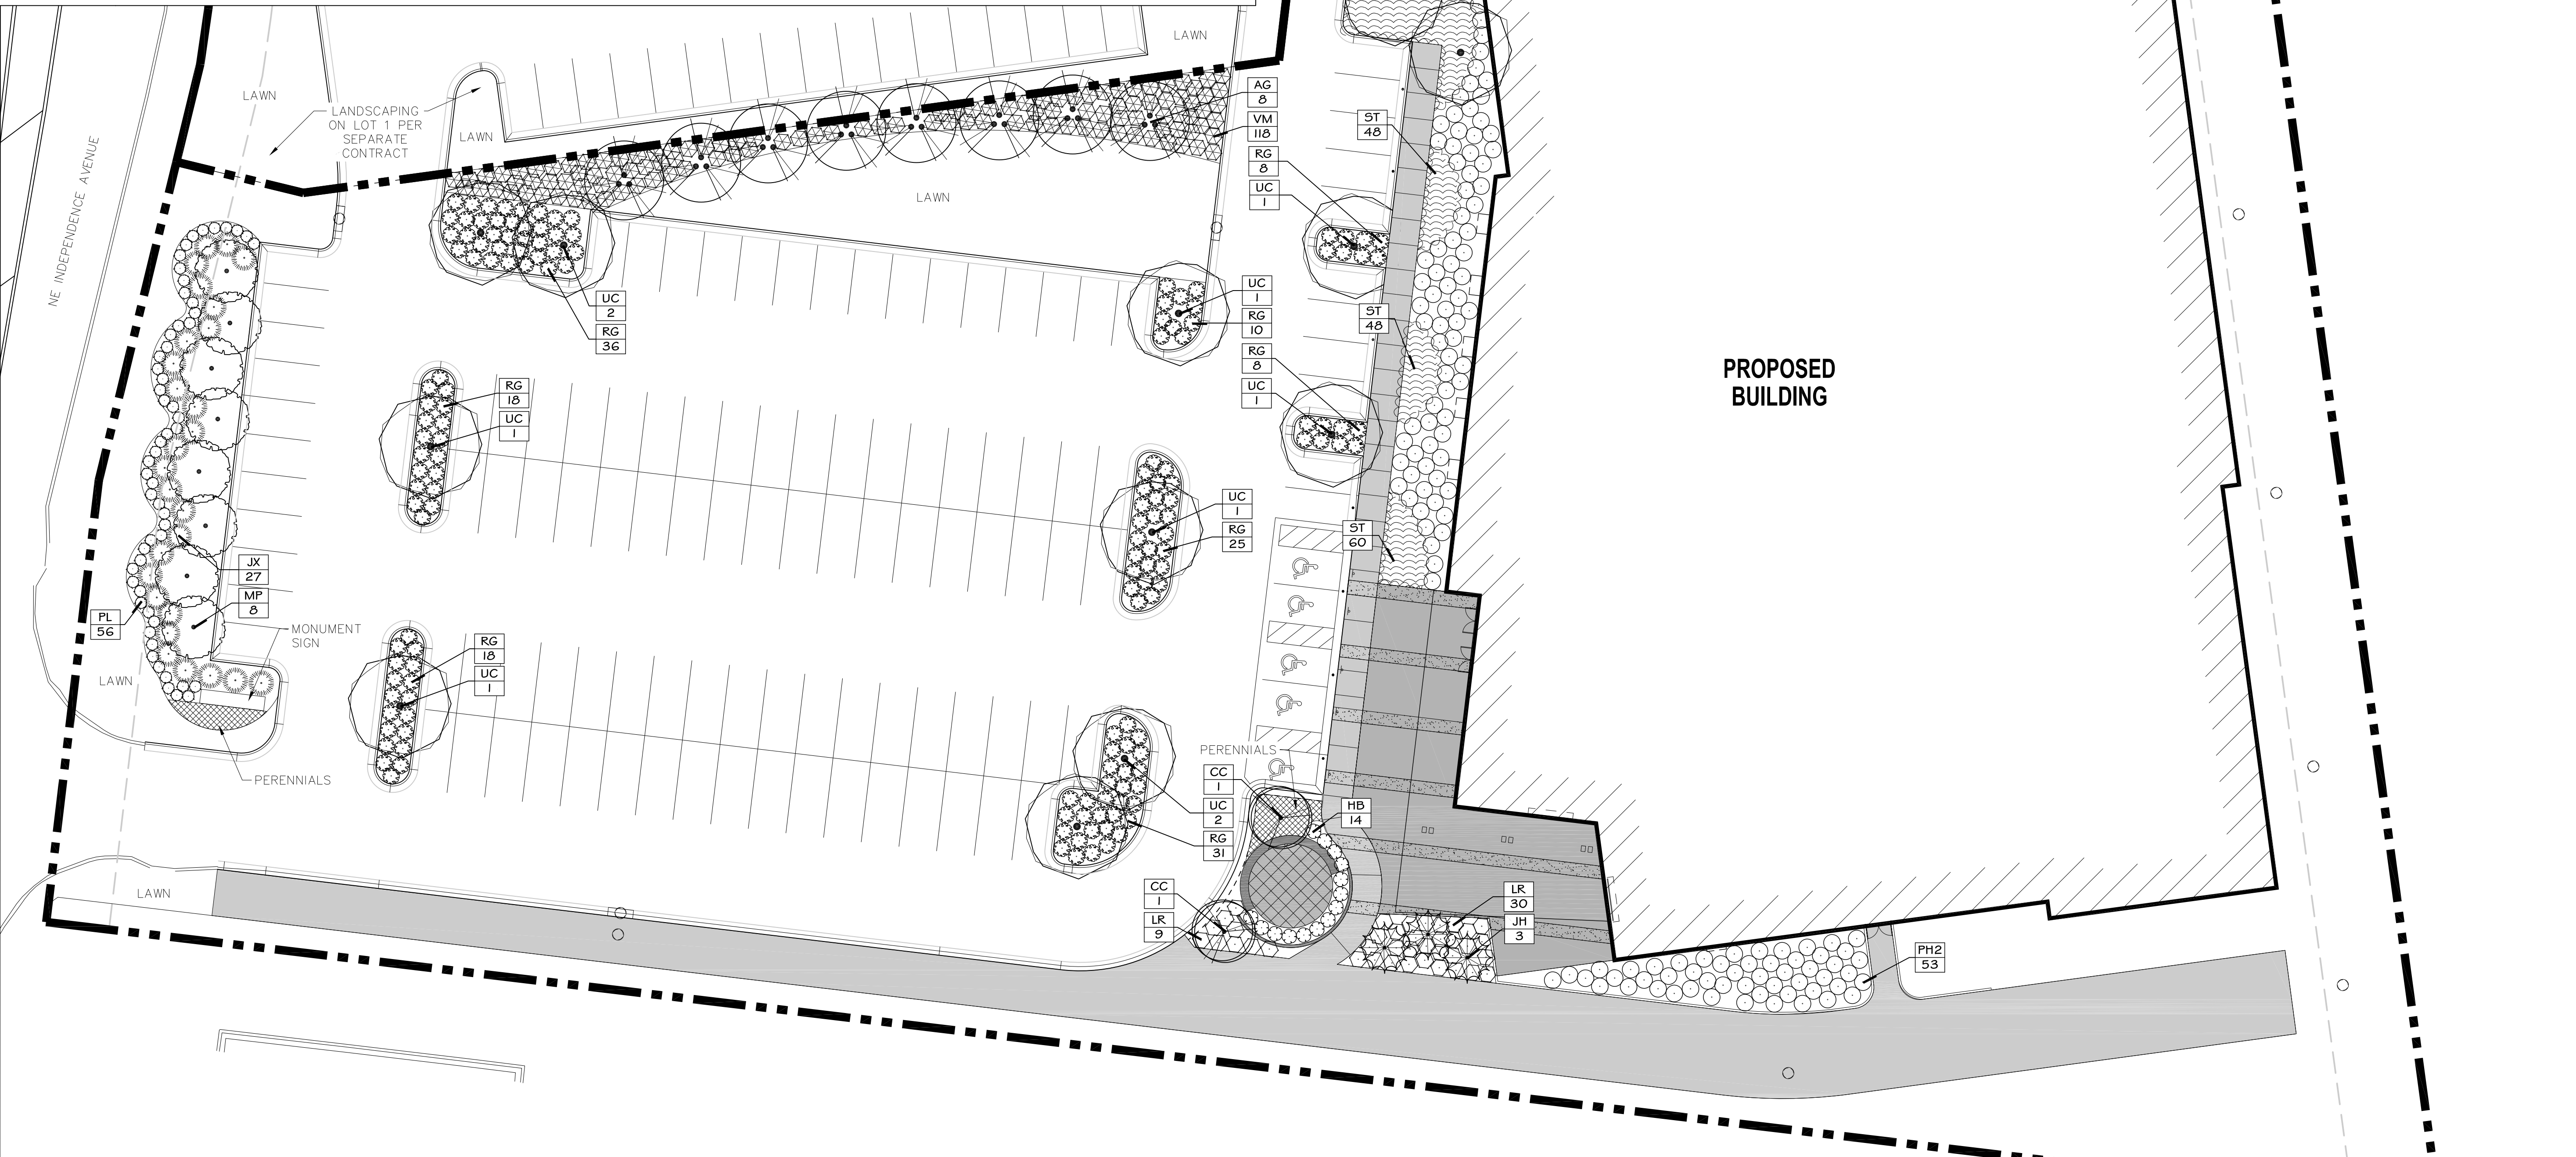 LAWN
LAWN
LANDSCAPING
ON LOT 1 PER
SEPARATE
CONTRACT
LAWN
AG
8
VM
118
RG
8
UC
1
ST
48
NE INDEPENDENCE AVENUE
LAWN
UC
2
RG
36
UC
1
RG
10
RG
8
UC
1
ST
48
PROPOSED
BUILDING
RG
18
UC
1
UC
1
RG
25
ST
60
JX
27
MP
8
PL
56
MONUMENT
SIGN
LAWN
RG
18
UC
1
PERENNIALS
PERENNIALS
CC
1
UC
2
RG
31
HB
14
LAWN
CC
1
LR
9
LR
30
JH
3
PH2
53